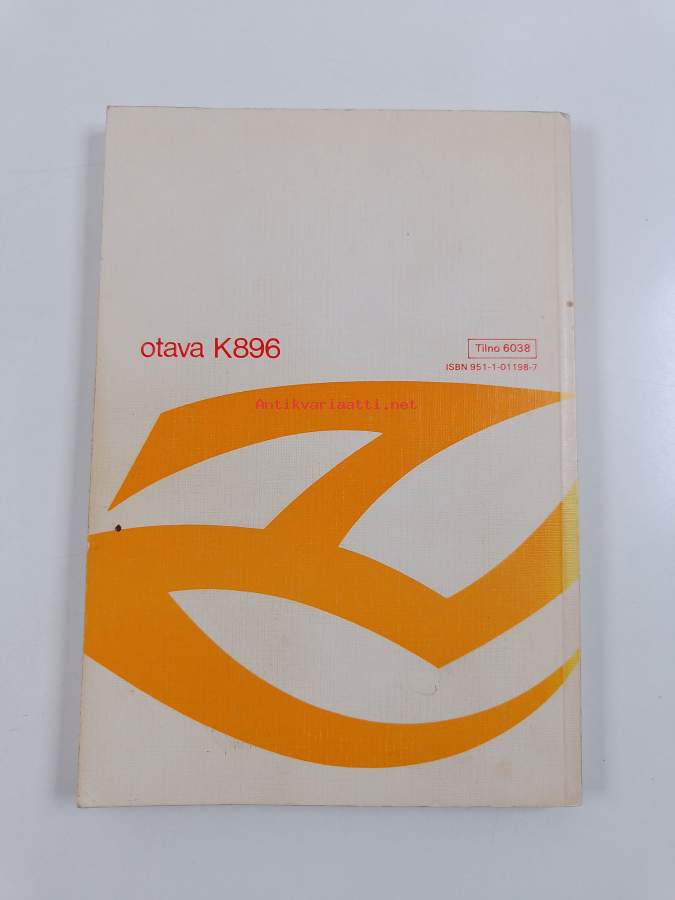 otava K896
Tilno 6038
ISBN 951-1-01198-7
Antikvariaatti.net